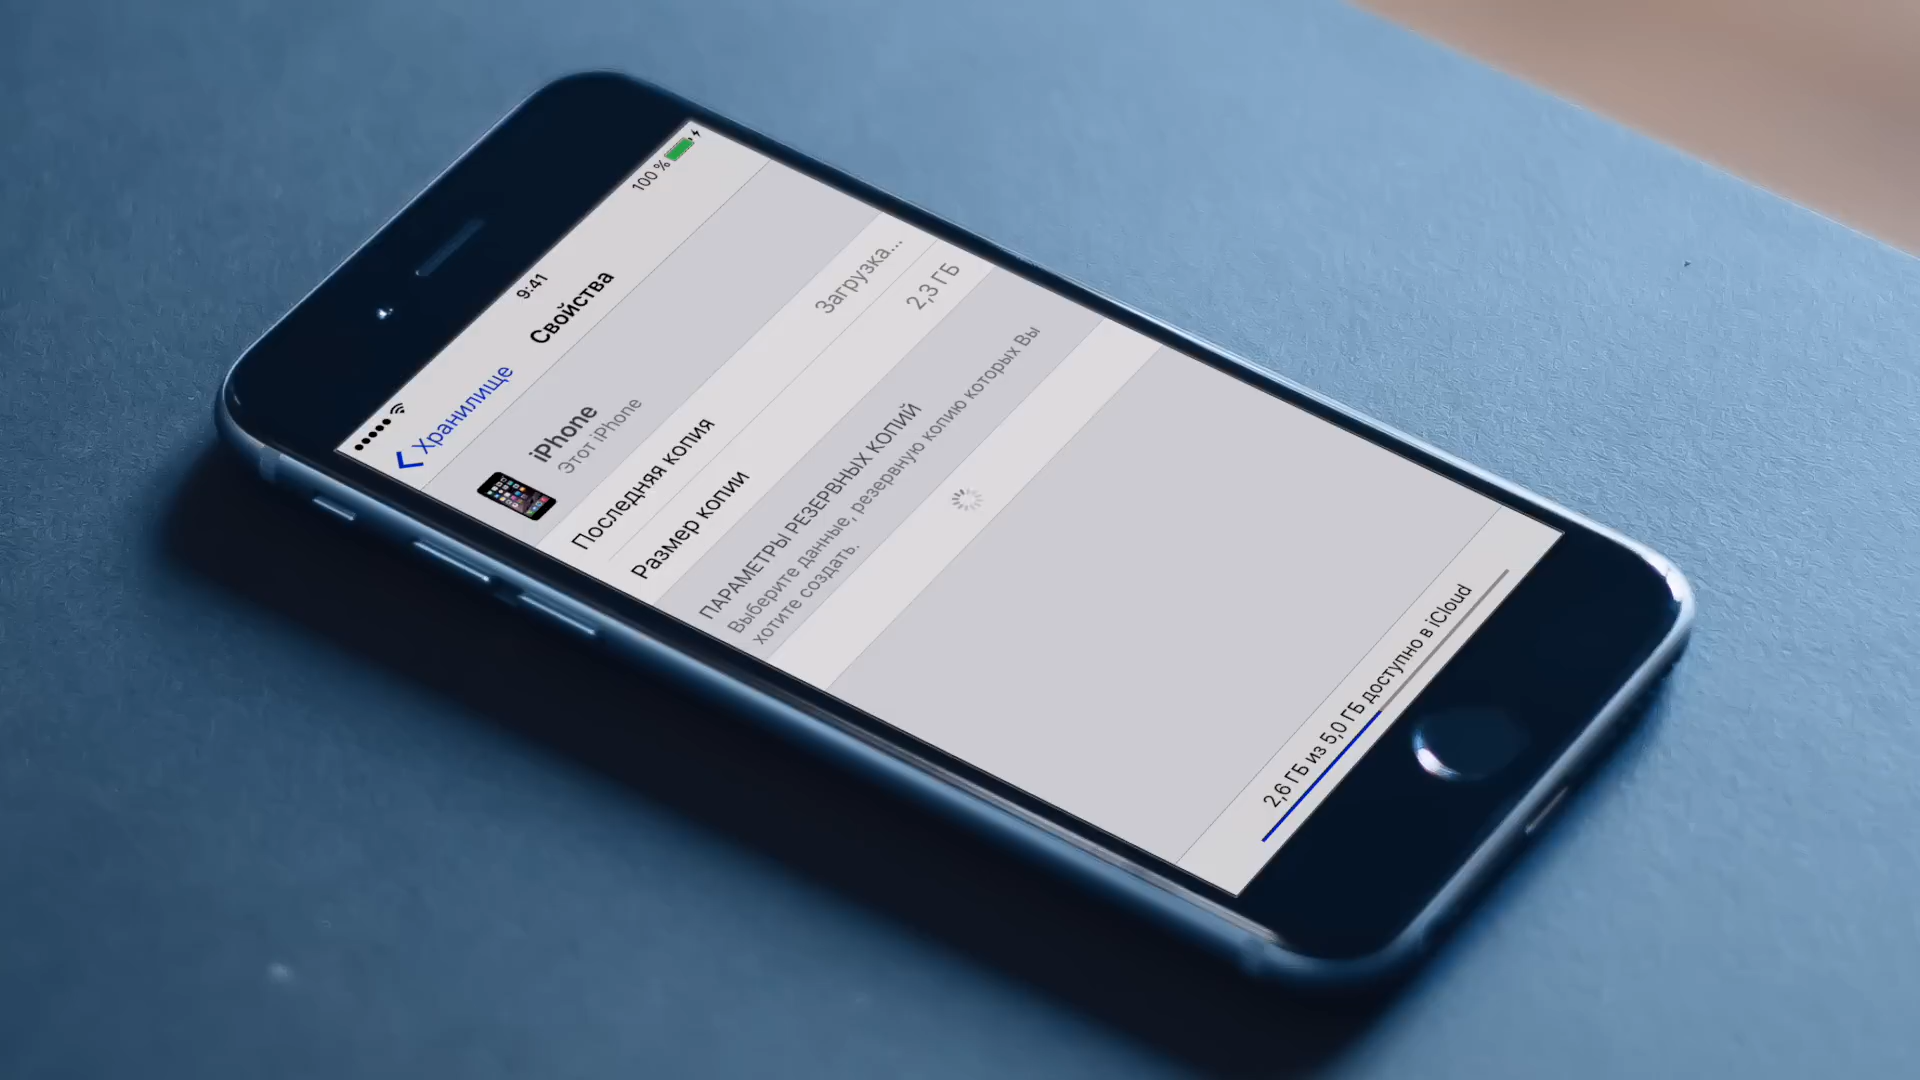 9:41
100 %
Хранилище
Свойства
iPhone
Этот iPhone
Последняя копия
Загрузка...
Размер копии
2,3 ГБ
ПАРАМЕТРЫ РЕЗЕРВНЫХ КОПИЙ
Выберите данные, резервную копию которых Вы
хотите создать.
2,6 ГБ из 5,0 ГБ доступно в iCloud